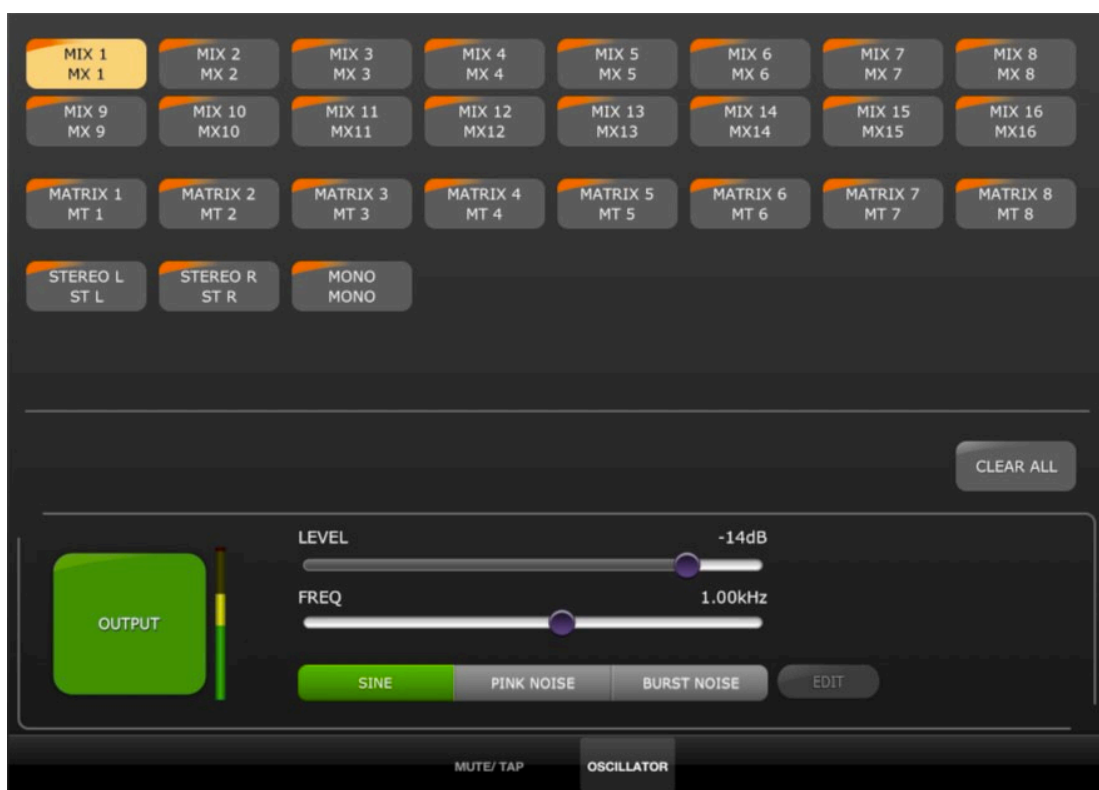 MIX 1 MIX 2 MIX 3 MIX 4 MIX 5 MIX 6 MIX 7 MIX 8
MX 1 MX 2 MX 3 MX 4 MX 5 MX 6 MX 7 MX 8
MIX 9 MIX 10 MIX 11 MIX 12 MIX 13 MIX 14 MIX 15 MIX 16
MX 9 MX10 MX11 MX12 MX13 MX14 MX15 MX16
MATRIX 1 MATRIX 2 MATRIX 3 MATRIX 4 MATRIX 5 MATRIX 6 MATRIX 7 MATRIX 8
MT 1 MT 2 MT 3 MT 4 MT 5 MT 6 MT 7 MT 8
STEREO L STEREO R MONO
ST L ST R MONO
CLEAR ALL
LEVEL -14dB
FREQ 1.00kHz
OUTPUT
SINE PINK NOISE BURST NOISE EDIT
MUTE/ TAP OSCILLATOR